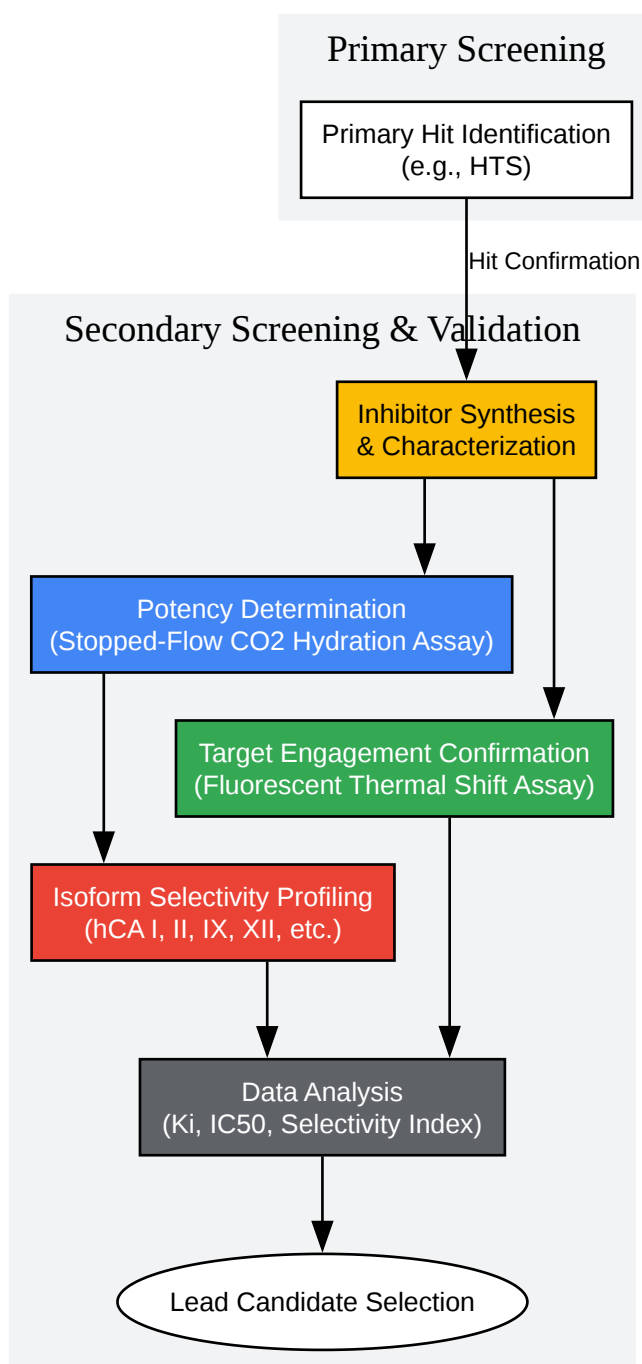 Primary Screening
Primary Hit Identification
(e.g., HTS)
Hit Confirmation
Secondary Screening & Validation
Inhibitor Synthesis
& Characterization
Potency Determination
(Stopped-Flow CO2 Hydration Assay)
Target Engagement Confirmation
(Fluorescent Thermal Shift Assay)
Isoform Selectivity Profiling
(hCA I, II, IX, XII, etc.)
Data Analysis
(Ki, IC50, Selectivity Index)
Lead Candidate Selection